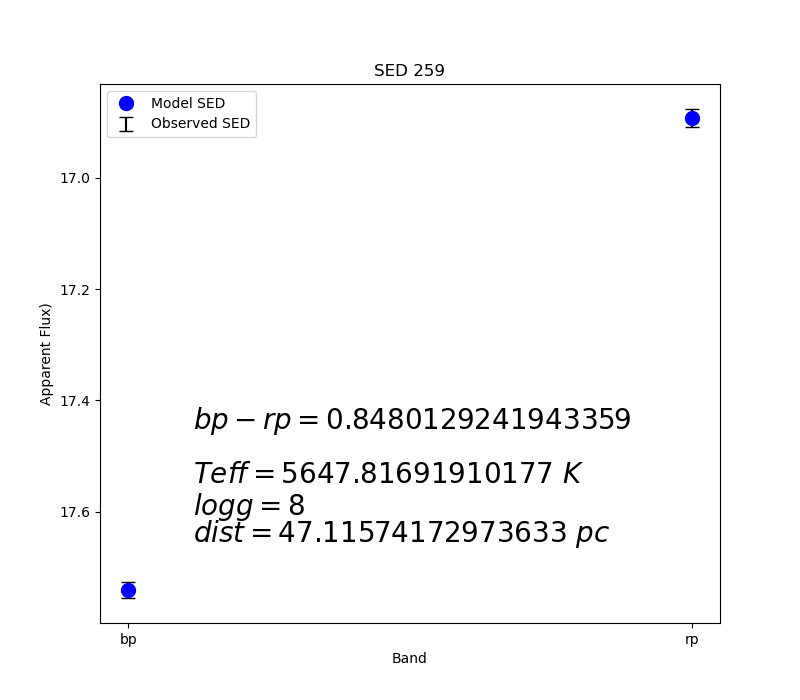 SED 259
Model SED
Observed SED
17.0
17.2
17.4
17.6
Apparent Flux)
bp − rp = 0.8480129241943359
Teff = 5647.81691910177 K
logg = 8
dist = 47.11574172973633 pc
bp
rp
Band